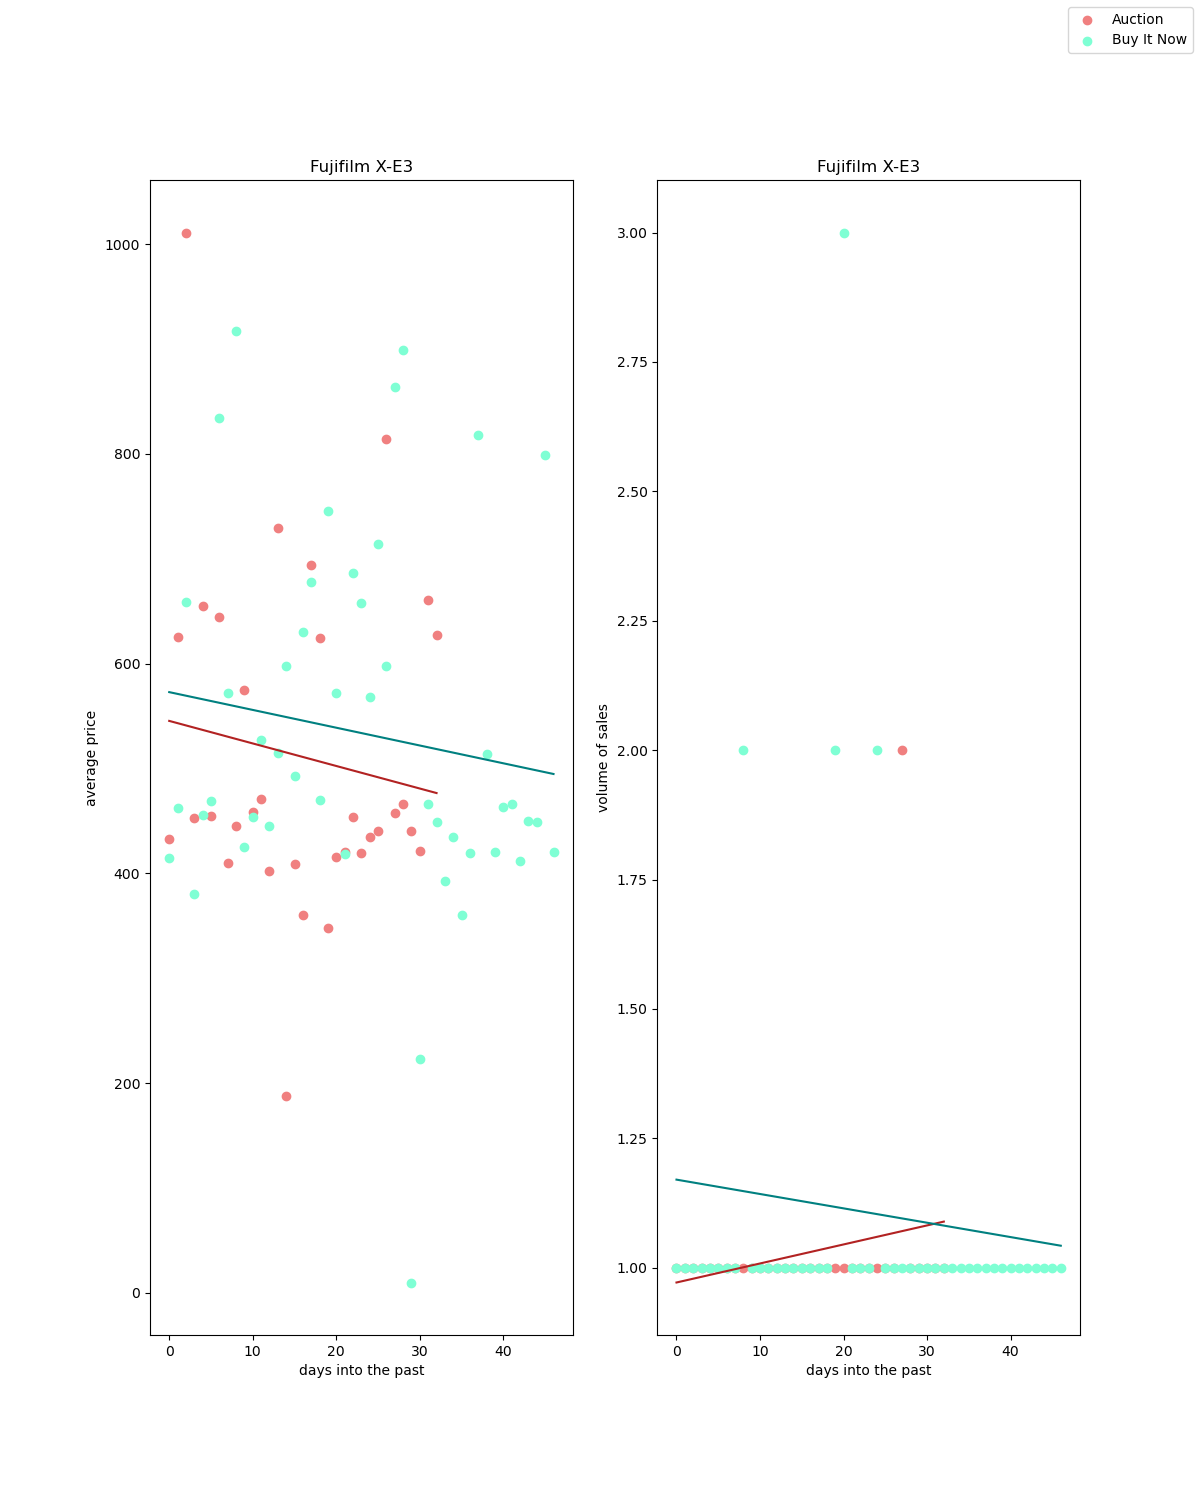 Auction
Buy It Now
Fujifilm X-E3
1000
800
600
400
200
0
average price
0 10 20 30 40
days into the past
Fujifilm X-E3
3.00
2.75
2.50
2.25
2.00
1.75
1.50
1.25
1.00
volume of sales
0 10 20 30 40
days into the past